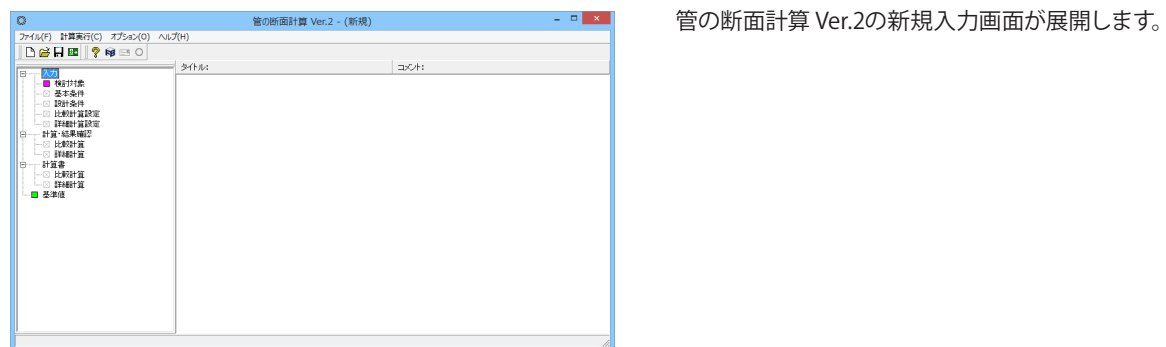 管の断面計算 Ver.2 - (新規)
ファイル(F) 計算実行(C) オプション(O) ヘルプ(H)
タイトル: コメント:
入力
検討対象
基本条件
設計条件
比較計算設定
詳細計算設定
計算・結果確認
比較計算
詳細計算
計算書
比較計算
詳細計算
基準値
管の断面計算 Ver.2の新規入力画面が展開します。